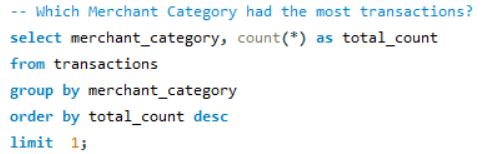 -- Which Merchant Category had the most transactions?
select merchant_category, count(*) as total_count
from transactions
group by merchant_category
order by total_count desc
limit  1;